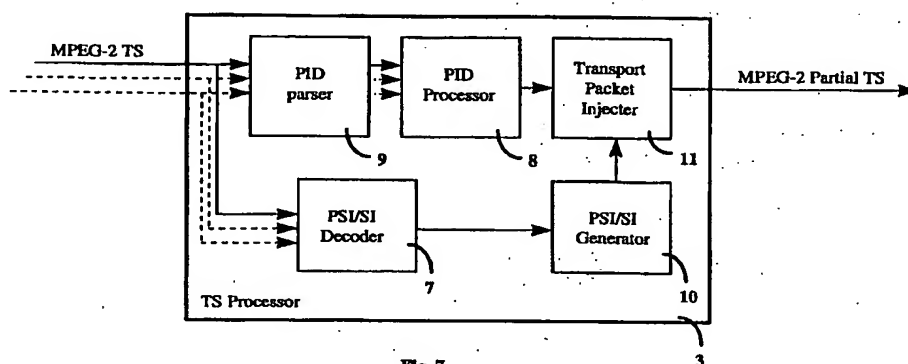 MPEG-2 TS
PID
parser
9
PID
Processor
8
Transport
Packet
Injecter
11
MPEG-2 Partial TS
PSI/SI
Decoder
7
PSI/SI
Generator
10
TS Processor
3